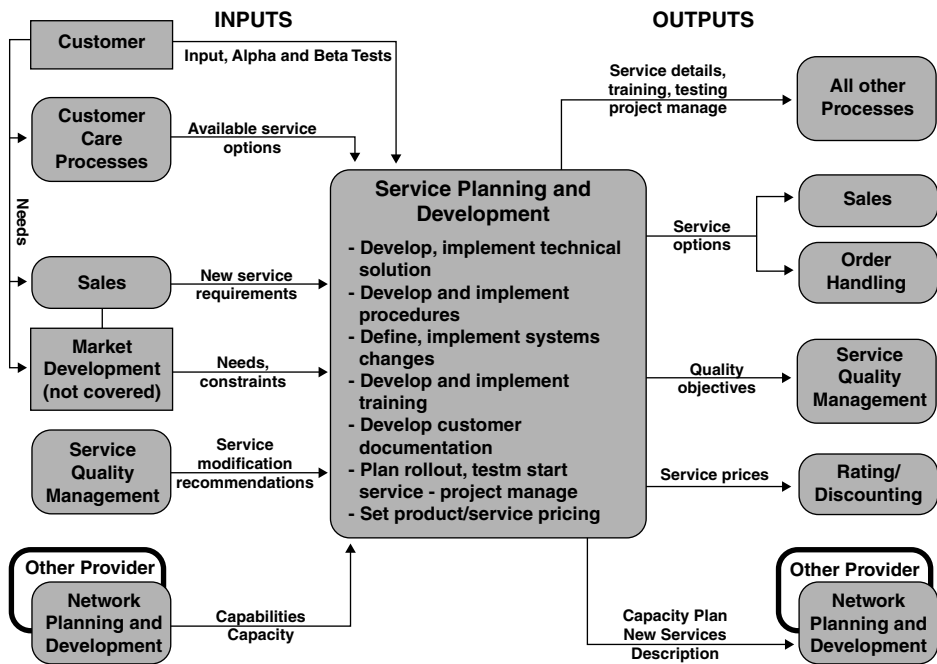 INPUTS
OUTPUTS
Customer
Input, Alpha and Beta Tests
Customer
Care
Processes
Available service
options
Needs
Sales
New service
requirements
Market
Development
(not covered)
Needs,
constraints
Service
Quality
Management
Service
modification
recommendations
Other Provider
Network
Planning and
Development
Capabilities
Capacity
Service Planning and
Development
- Develop, implement technical
solution
- Develop and implement
procedures
- Define, implement systems
changes
- Develop and implement
training
- Develop customer
documentation
- Plan rollout, testm start
service - project manage
- Set product/service pricing
Service details,
training, testing
project manage
All other
Processes
Service
options
Sales
Order
Handling
Quality
objectives
Service
Quality
Management
Service prices
Rating/
Discounting
Capacity Plan
New Services
Description
Other Provider
Network
Planning and
Development